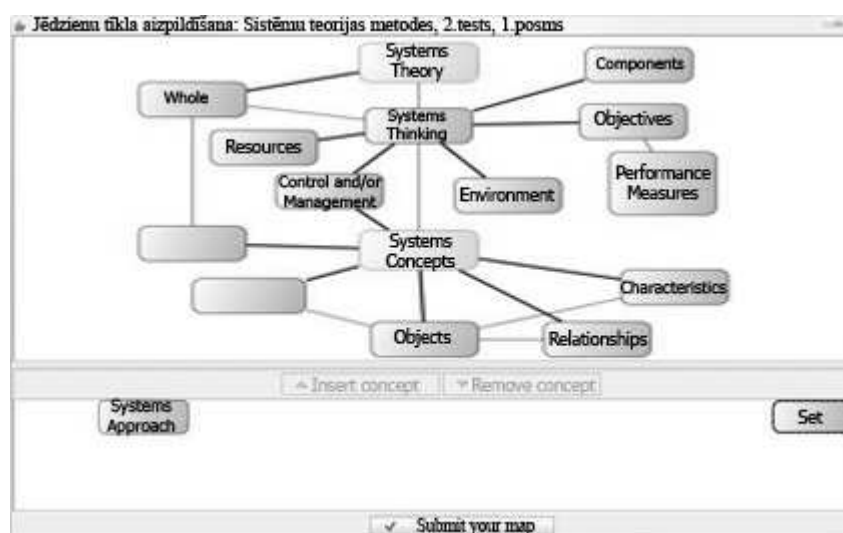 Jēdzienu tīkla aizpildīšana: Sistēmu teorijas metodes, 2.tests, 1.posms
Systems
Theory
Components
Whole
Systems
Thinking
Objectives
Resources
Control and/or
Management
Environment
Performance
Measures
Systems
Concepts
Characteristics
Objects
Relationships
Insert concept
Remove concept
Systems
Approach
Set
Submit your map